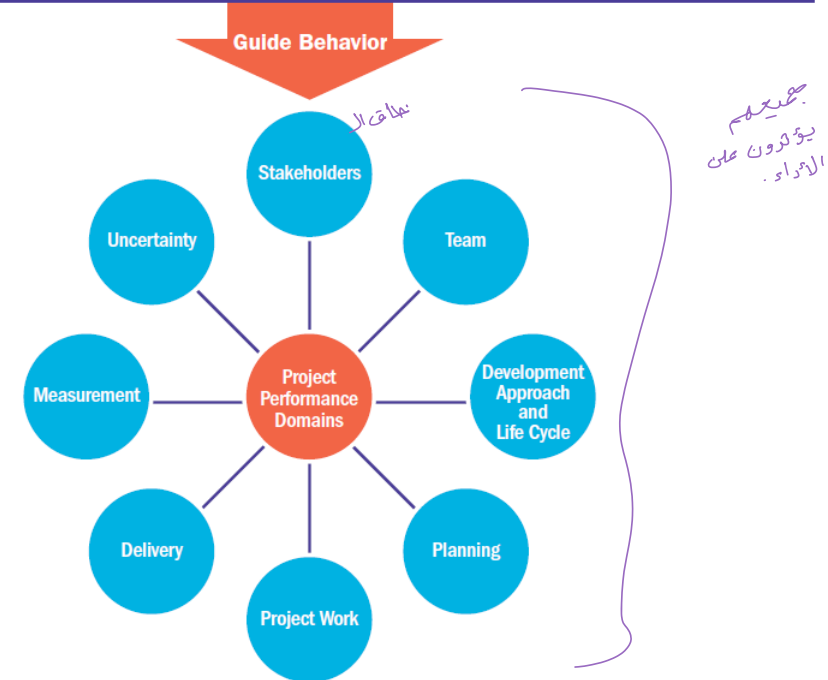 Guide Behavior
نطاق ال
Stakeholders
جميعهم
يؤثرون على
الأداء.
Uncertainty
Team
Measurement
Project
Performance
Domains
Development
Approach
and
Life Cycle
Delivery
Planning
Project Work